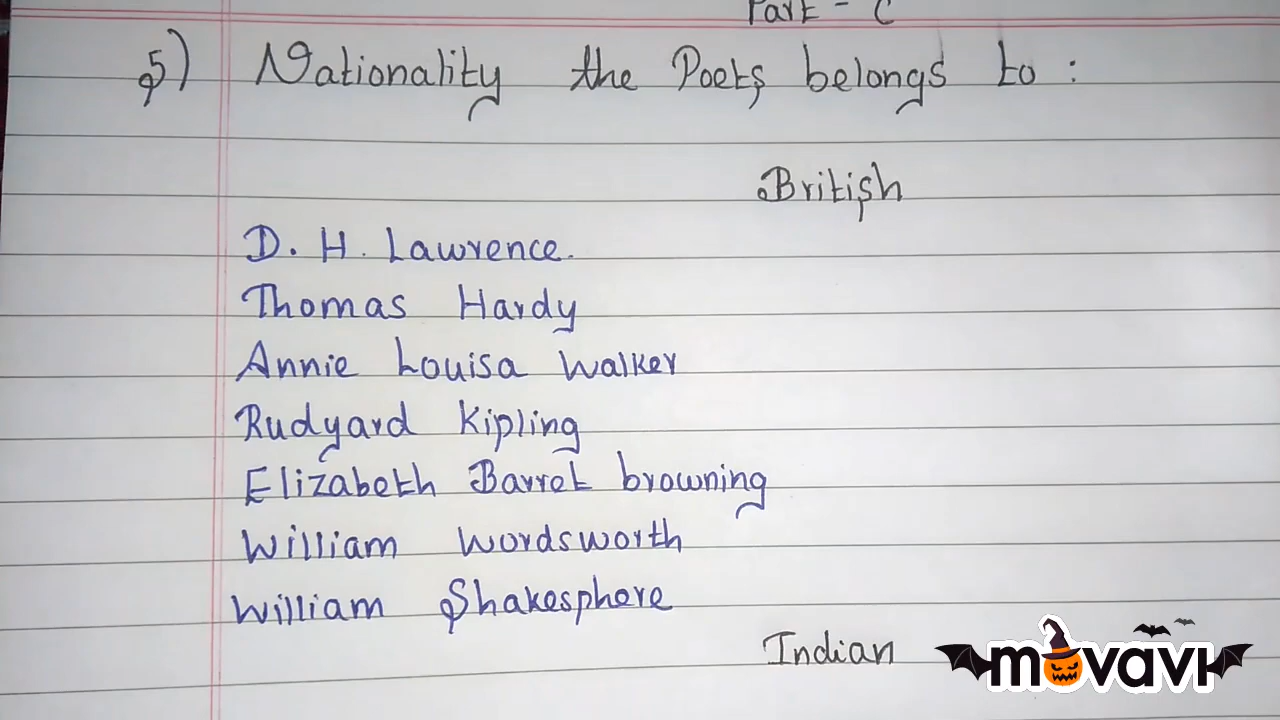 Part - C
5) Nationality the Poets belongs to :
British
D. H. Lawrence.
Thomas Hardy
Annie Louisa Walker
Rudyard Kipling
Elizabeth Barret browning
William Wordsworth
William Shakesphere
Indian
movavi